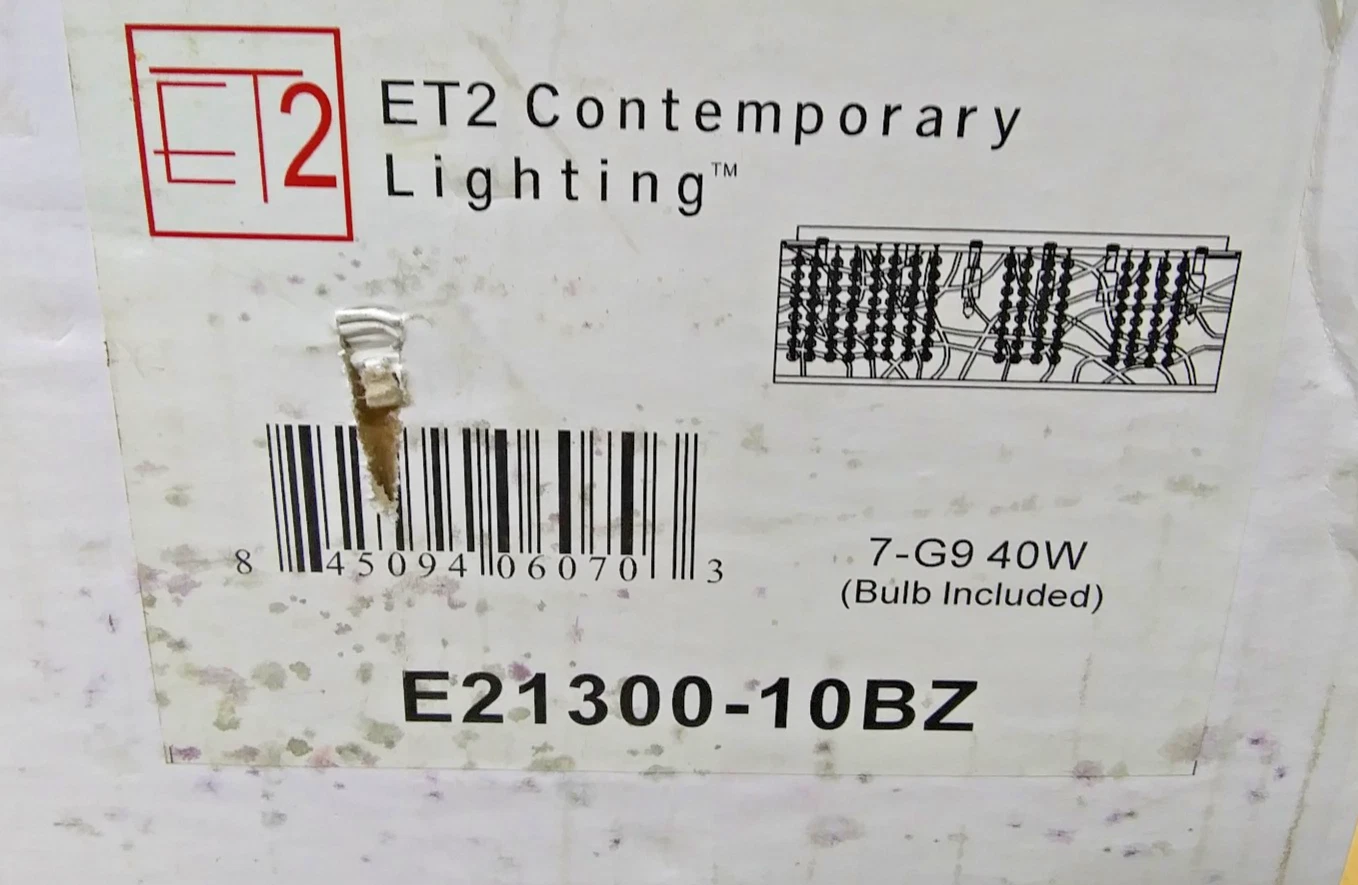 ET2
ET2 Contemporary
Lighting™
8 45094 06070 3
7-G9 40W
(Bulb Included)
E21300-10BZ